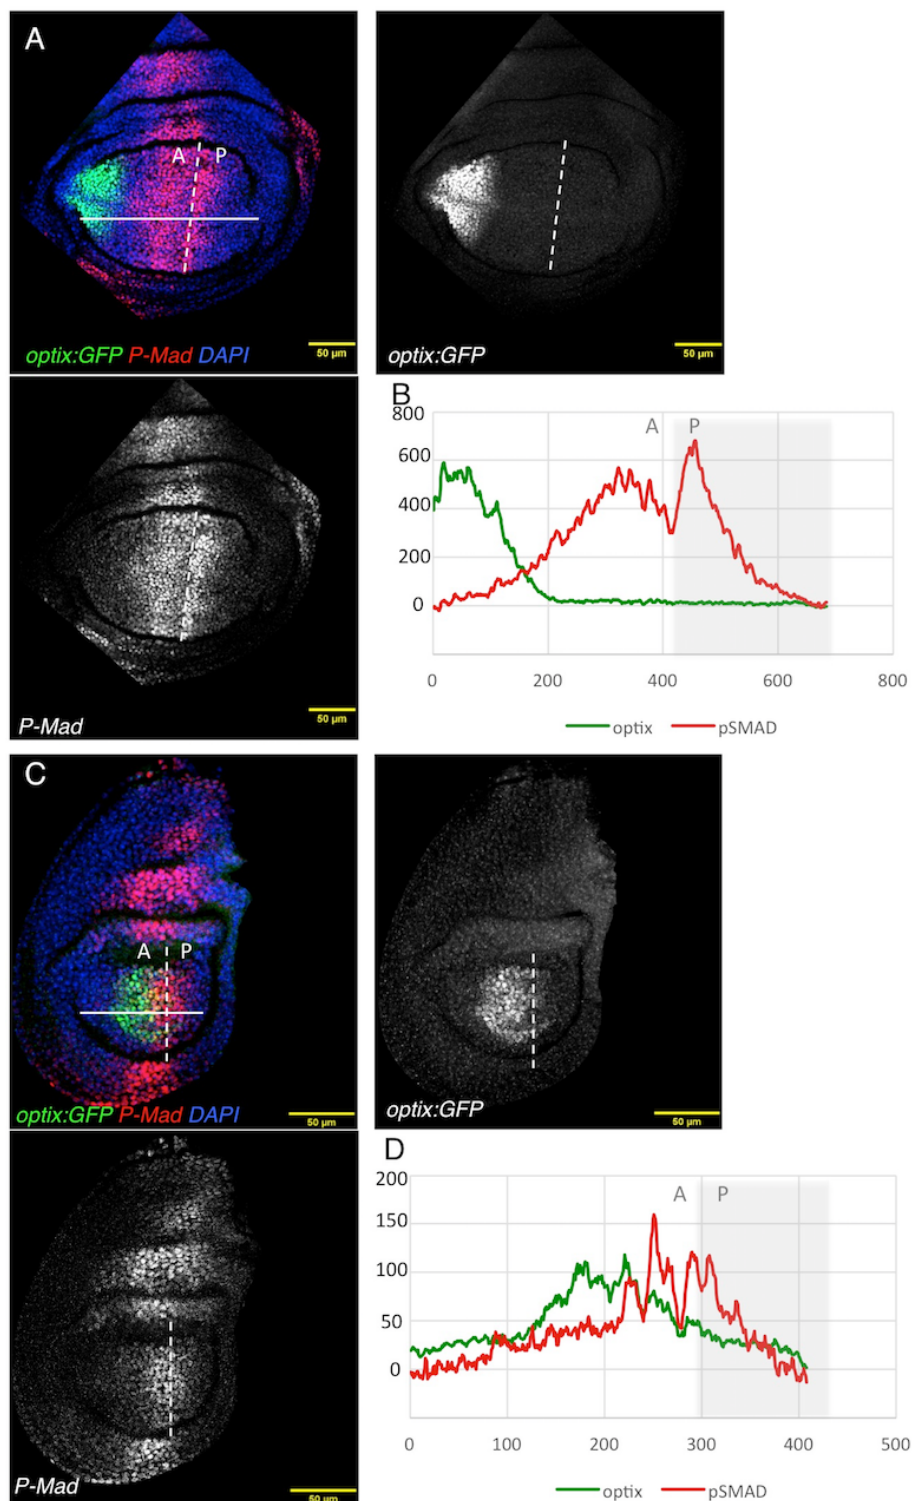 A
A P
optix:GFP P-Mad DAPI
50 µm
optix:GFP
50 µm
P-Mad
50 µm
B
A P
800
600
400
200
0
0 200 400 600 800
optix pSMAD
C
A P
optix:GFP P-Mad DAPI
50 µm
optix:GFP
50 µm
P-Mad
50 µm
D
A P
200
150
100
50
0
0 100 200 300 400 500
optix pSMAD